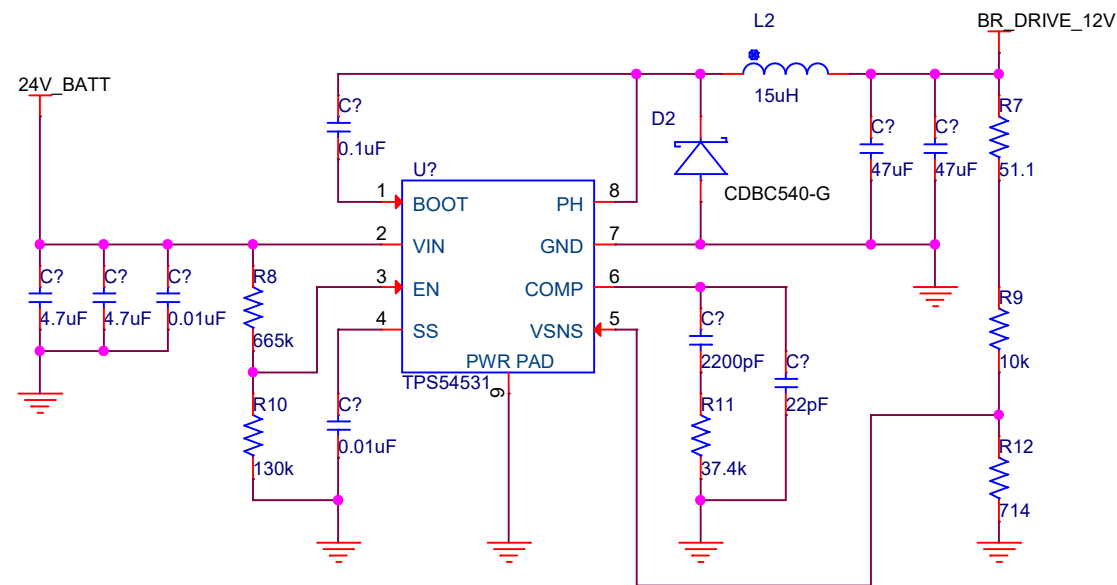 L2
BR_DRIVE_12V
24V_BATT
15uH
C?
0.1uF
D2
C?
47uF
C?
47uF
R7
51.1
U?
CDBC540-G
1
BOOT
PH
8
2
VIN
GND
7
3
EN
COMP
6
4
SS
VSNS
5
PWR PAD
9
TPS54531
C?
4.7uF
C?
4.7uF
C?
0.01uF
R8
665k
R10
130k
C?
0.01uF
C?
2200pF
C?
22pF
R11
37.4k
R9
10k
R12
714